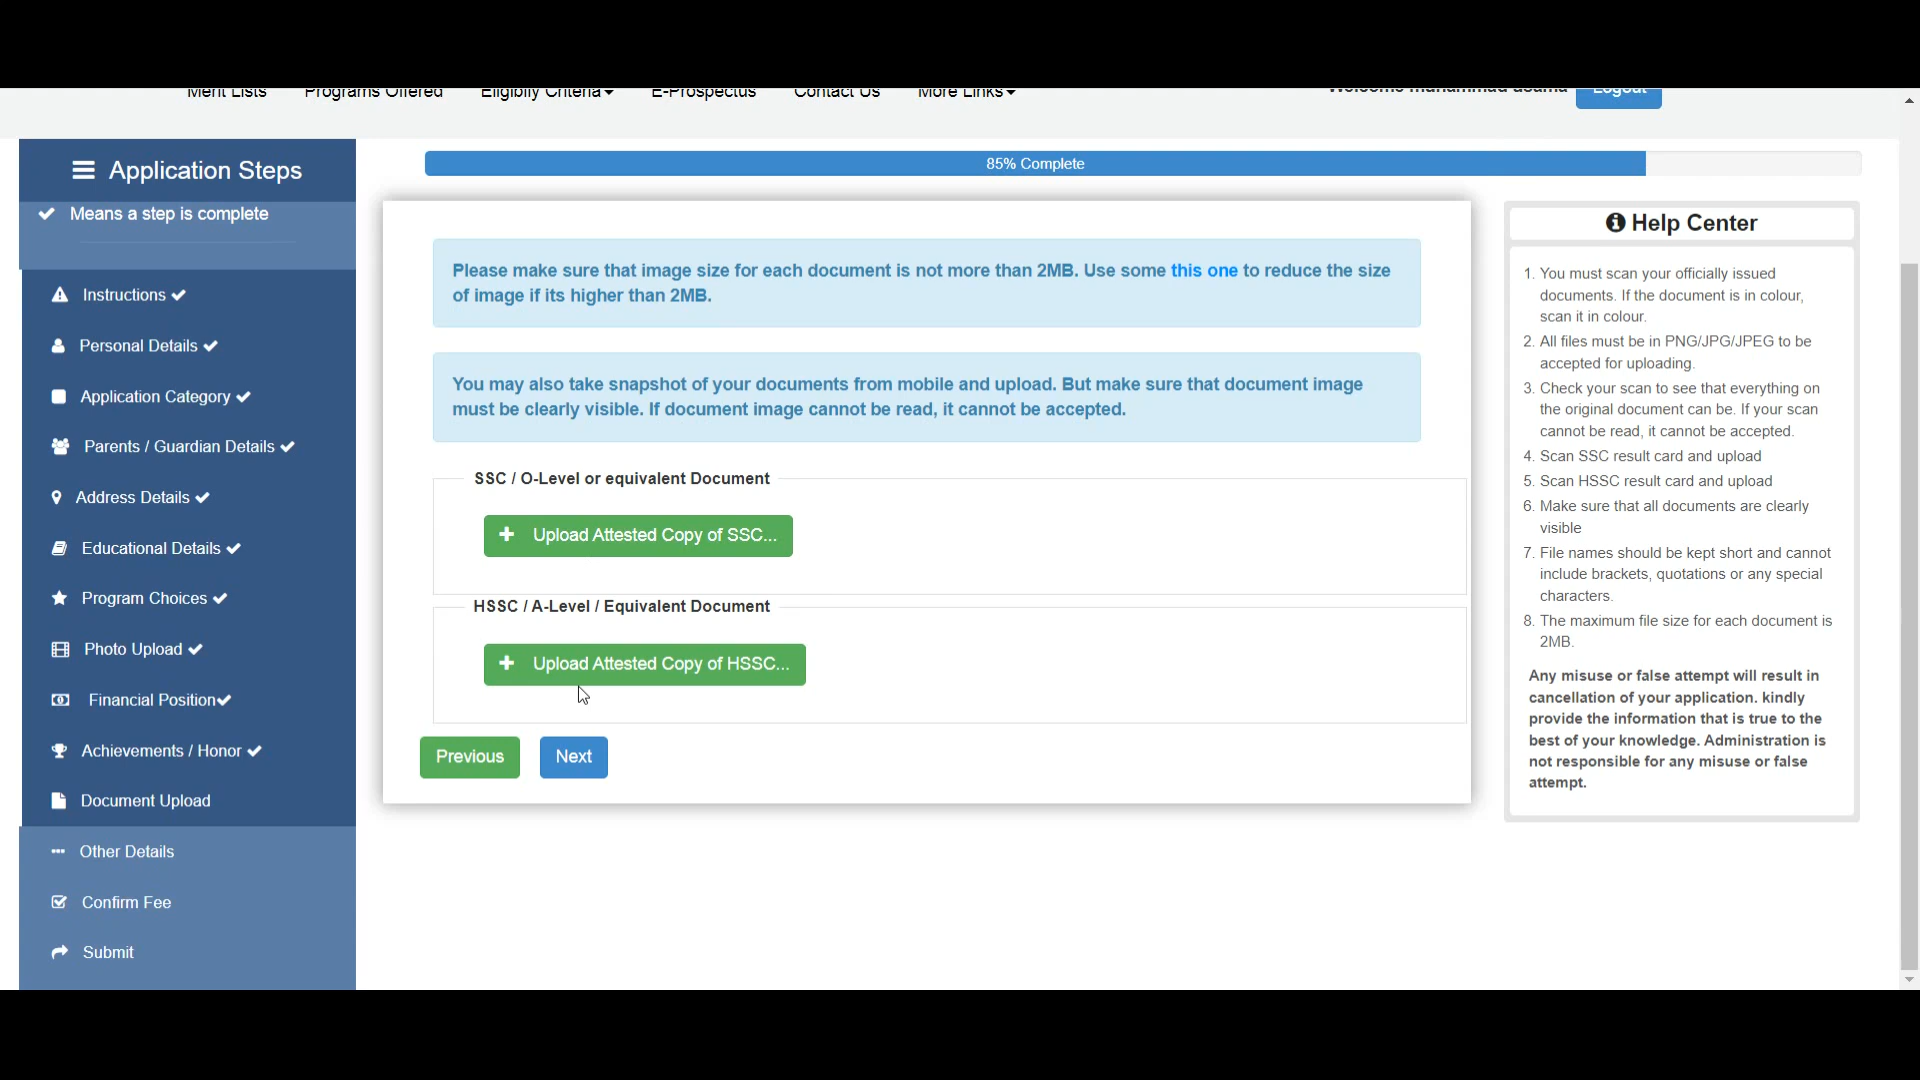 Merit Lists Programs Offered Eligibily Criteria E-Prospectus Contact Us More Links Welcome muhammad usama Logout
Application Steps
Means a step is complete
Instructions
Personal Details
Application Category
Parents / Guardian Details
Address Details
Educational Details
Program Choices
Photo Upload
Financial Position
Achievements / Honor
Document Upload
Other Details
Confirm Fee
Submit
85% Complete
Please make sure that image size for each document is not more than 2MB. Use some this one to reduce the size
of image if its higher than 2MB.
You may also take snapshot of your documents from mobile and upload. But make sure that document image
must be clearly visible. If document image cannot be read, it cannot be accepted.
SSC / O-Level or equivalent Document
Upload Attested Copy of SSC...
HSSC / A-Level / Equivalent Document
Upload Attested Copy of HSSC...
Previous Next
Help Center
1. You must scan your officially issued
documents. If the document is in colour,
scan it in colour.
2. All files must be in PNG/JPG/JPEG to be
accepted for uploading.
3. Check your scan to see that everything on
the original document can be. If your scan
cannot be read, it cannot be accepted.
4. Scan SSC result card and upload
5. Scan HSSC result card and upload
6. Make sure that all documents are clearly
visible
7. File names should be kept short and cannot
include brackets, quotations or any special
characters.
8. The maximum file size for each document is
2MB.
Any misuse or false attempt will result in
cancellation of your application. kindly
provide the information that is true to the
best of your knowledge. Administration is
not responsible for any misuse or false
attempt.